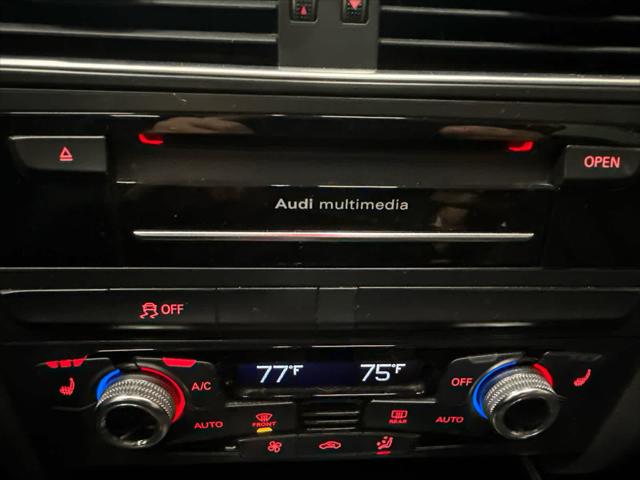 OPEN
Audi multimedia
OFF
77°F 75°F
A/C OFF
AUTO FRONT REAR AUTO